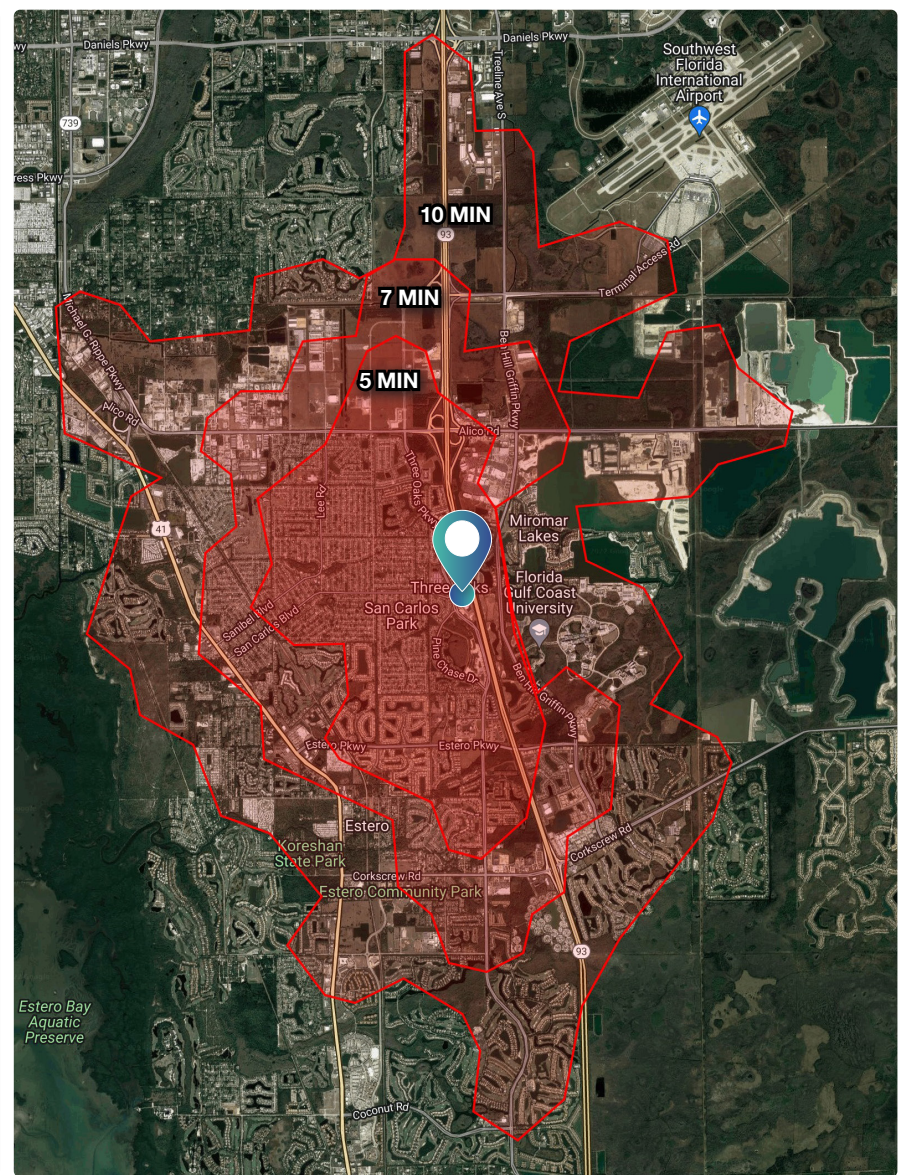 wy
Daniels Pkwy
Daniels Pkwy
Treeline Ave S
Southwest
Florida
International
Airport
739
ress Pkwy
10 MIN
93
Terminal Access Rd
7 MIN
Michael G-Rippe Pkwy
Ben Hill Griffin Pkwy
5 MIN
Alico Rd
Alico Rd
Three Oaks Pkwy
Lee Rd
41
Miromar
Lakes
Florida
Gulf Coast
University
Three Oaks
San Carlos
Park
Sanibel Blvd
San Carlos Blvd
Pine Chase Dr
Ben Hill Griffin Pkwy
Estero Pkwy
Estero Pkwy
Estero
Koreshan
State Park
Corkscrew Rd
Corkscrew Rd
Estero Community Park
93
Estero Bay
Aquatic
Preserve
Coconut Rd